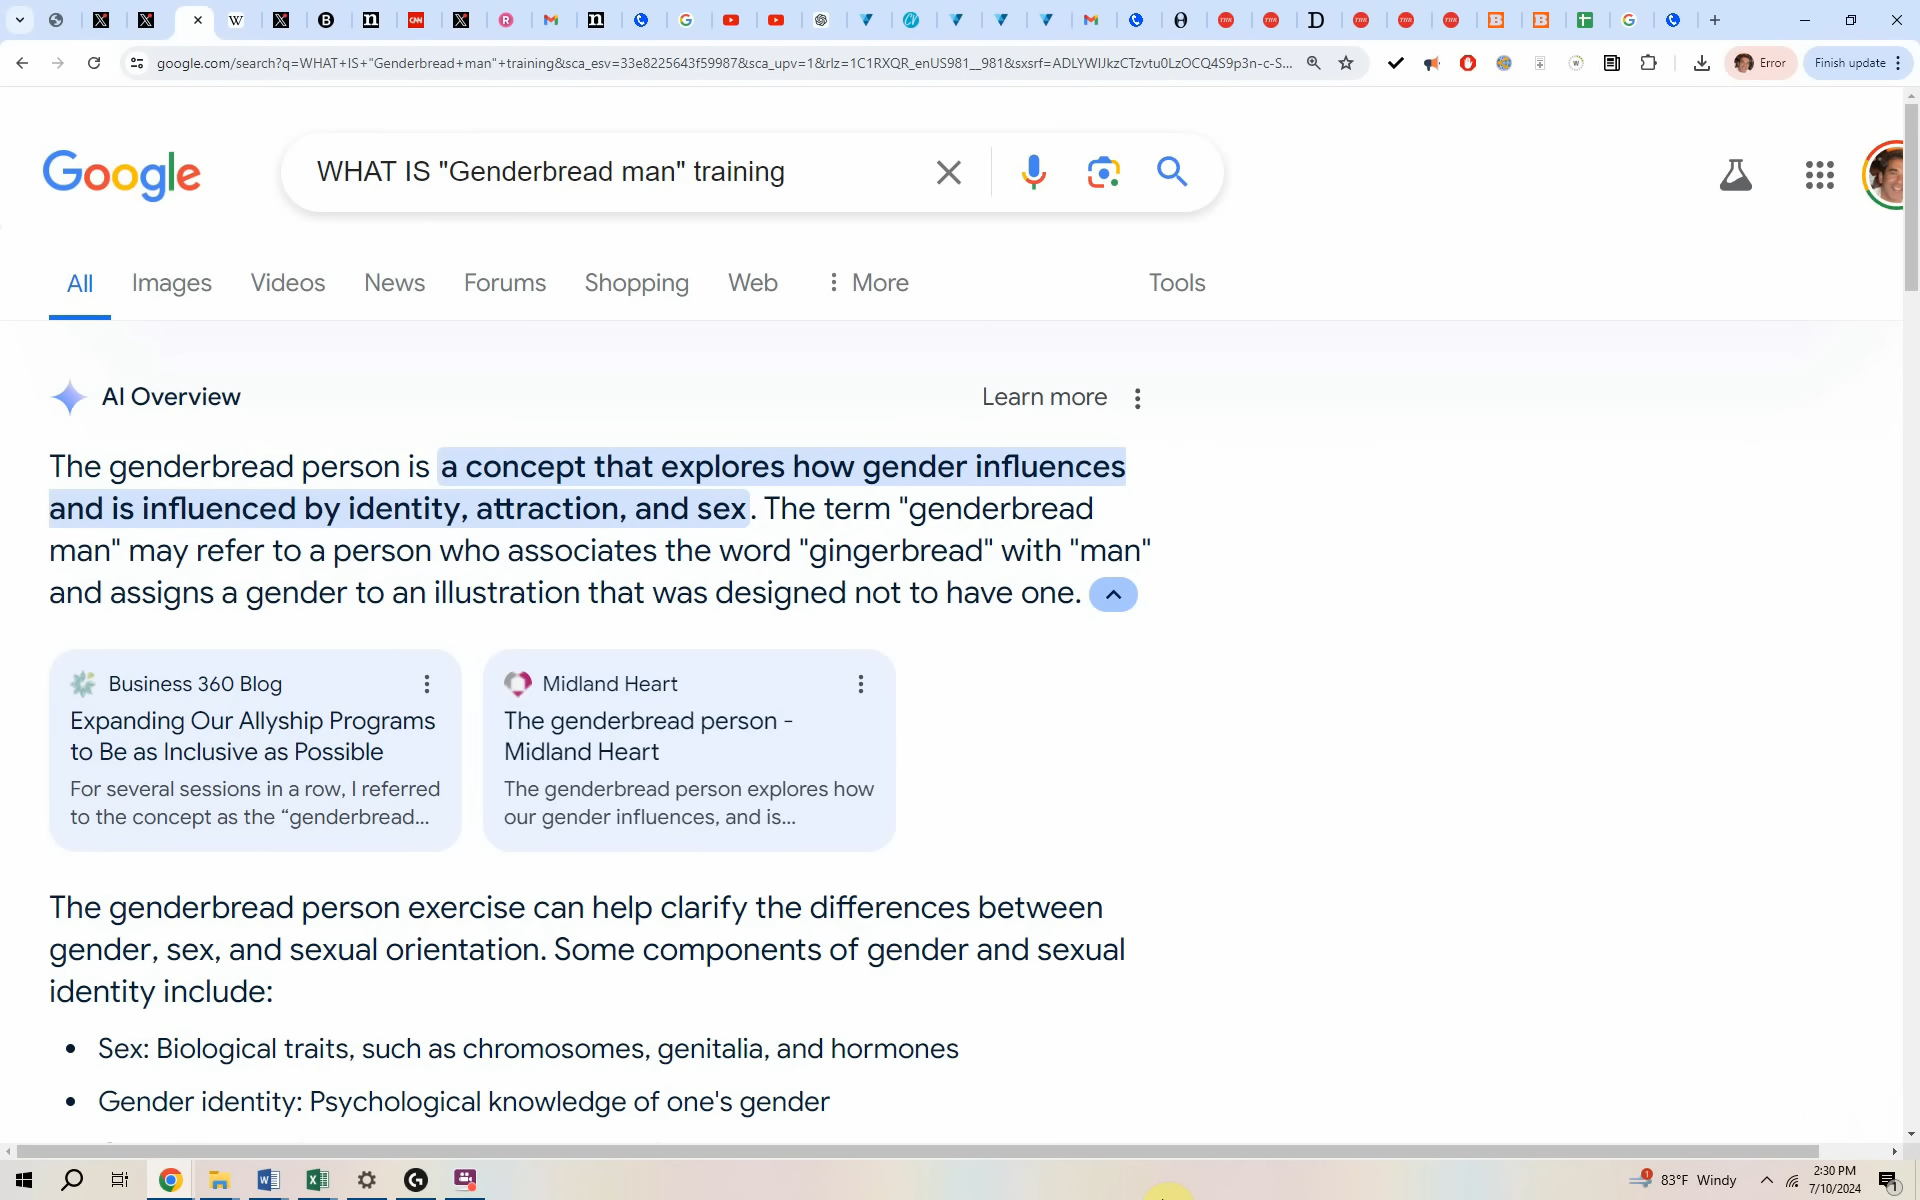 google.com/search?q=WHAT+IS+"Genderbread+man"+training&sca_esv=33e8225643f59987&sca_upv=1&rlz=1C1RXQR_enUS981__981&sxsrf=ADLYWIJkzCTzvtu0LzOCQ4S9p3n-c-S...
Error
Finish update
Google
WHAT IS "Genderbread man" training
All
Images
Videos
News
Forums
Shopping
Web
More
Tools
AI Overview
Learn more
The genderbread person is a concept that explores how gender influences
and is influenced by identity, attraction, and sex. The term "genderbread
man" may refer to a person who associates the word "gingerbread" with "man"
and assigns a gender to an illustration that was designed not to have one.
Business 360 Blog
Expanding Our Allyship Programs
to Be as Inclusive as Possible
For several sessions in a row, I referred
to the concept as the “genderbread...
Midland Heart
The genderbread person -
Midland Heart
The genderbread person explores how
our gender influences, and is...
The genderbread person exercise can help clarify the differences between
gender, sex, and sexual orientation. Some components of gender and sexual
identity include:
• Sex: Biological traits, such as chromosomes, genitalia, and hormones
• Gender identity: Psychological knowledge of one's gender
1
83°F Windy
2:30 PM
7/10/2024
1